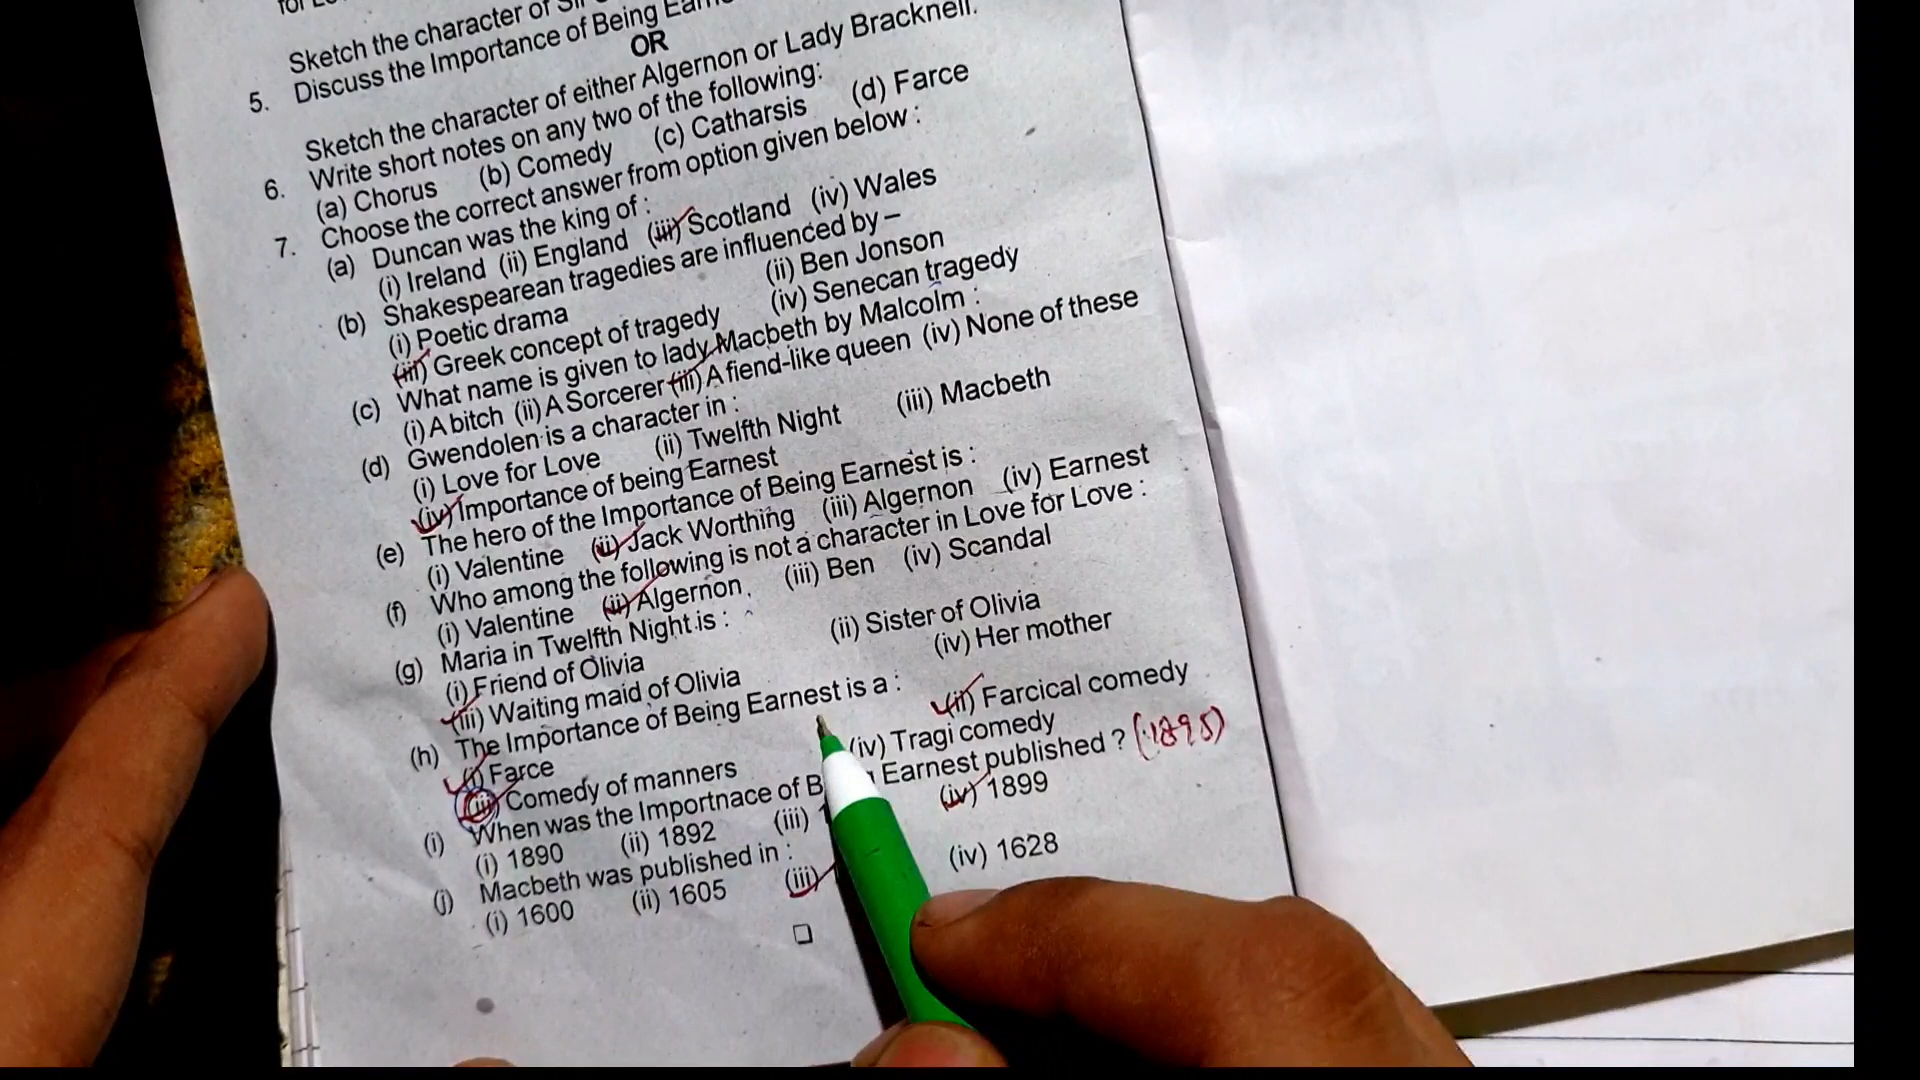 for Lo
Sketch the character of Sir
5. Discuss the Importance of Being Earn
OR
Sketch the character of either Algernon or Lady Bracknell.
6. Write short notes on any two of the following:
(a) Chorus (b) Comedy (c) Catharsis (d) Farce
7. Choose the correct answer from option given below :
(a) Duncan was the king of :
(i) Ireland (ii) England (iii) Scotland (iv) Wales
(b) Shakespearean tragedies are influenced by –
(i) Poetic drama (ii) Ben Jonson
(iii) Greek concept of tragedy (iv) Senecan tragedy
(c) What name is given to lady Macbeth by Malcolm :
(i) A bitch (ii) A Sorcerer (iii) A fiend-like queen (iv) None of these
(d) Gwendolen is a character in :
(i) Love for Love (ii) Twelfth Night (iii) Macbeth
(iv) Importance of being Earnest
(e) The hero of the Importance of Being Earnest is :
(i) Valentine (ii) Jack Worthing (iii) Algernon (iv) Earnest
(f) Who among the following is not a character in Love for Love :
(i) Valentine (ii) Algernon (iii) Ben (iv) Scandal
(g) Maria in Twelfth Night is :
(i) Friend of Olivia (ii) Sister of Olivia
(iii) Waiting maid of Olivia (iv) Her mother
(h) The Importance of Being Earnest is a :
(i) Farce (ii) Farcical comedy
(iii) Comedy of manners (iv) Tragi comedy
(i) When was the Importnace of B g Earnest published ? (1895)
(i) 1890 (ii) 1892 (iii) 1 (iv) 1899
(j) Macbeth was published in :
(i) 1600 (ii) 1605 (iii) (iv) 1628